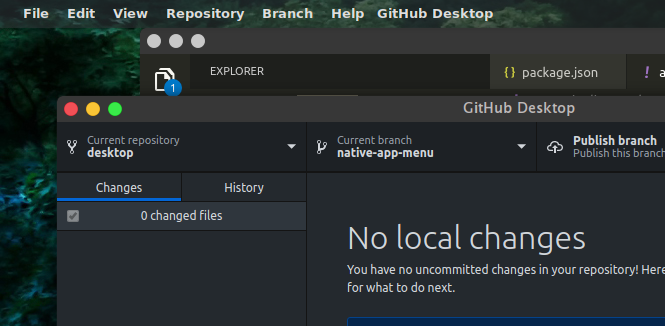 File Edit View Repository Branch Help GitHub Desktop
EXPLORER
{} package.json
!
1
GitHub Desktop
Current repository
desktop
Current branch
native-app-menu
Publish branch
Publish this branch
Changes
History
0 changed files
No local changes
You have no uncommitted changes in your repository! Here
for what to do next.